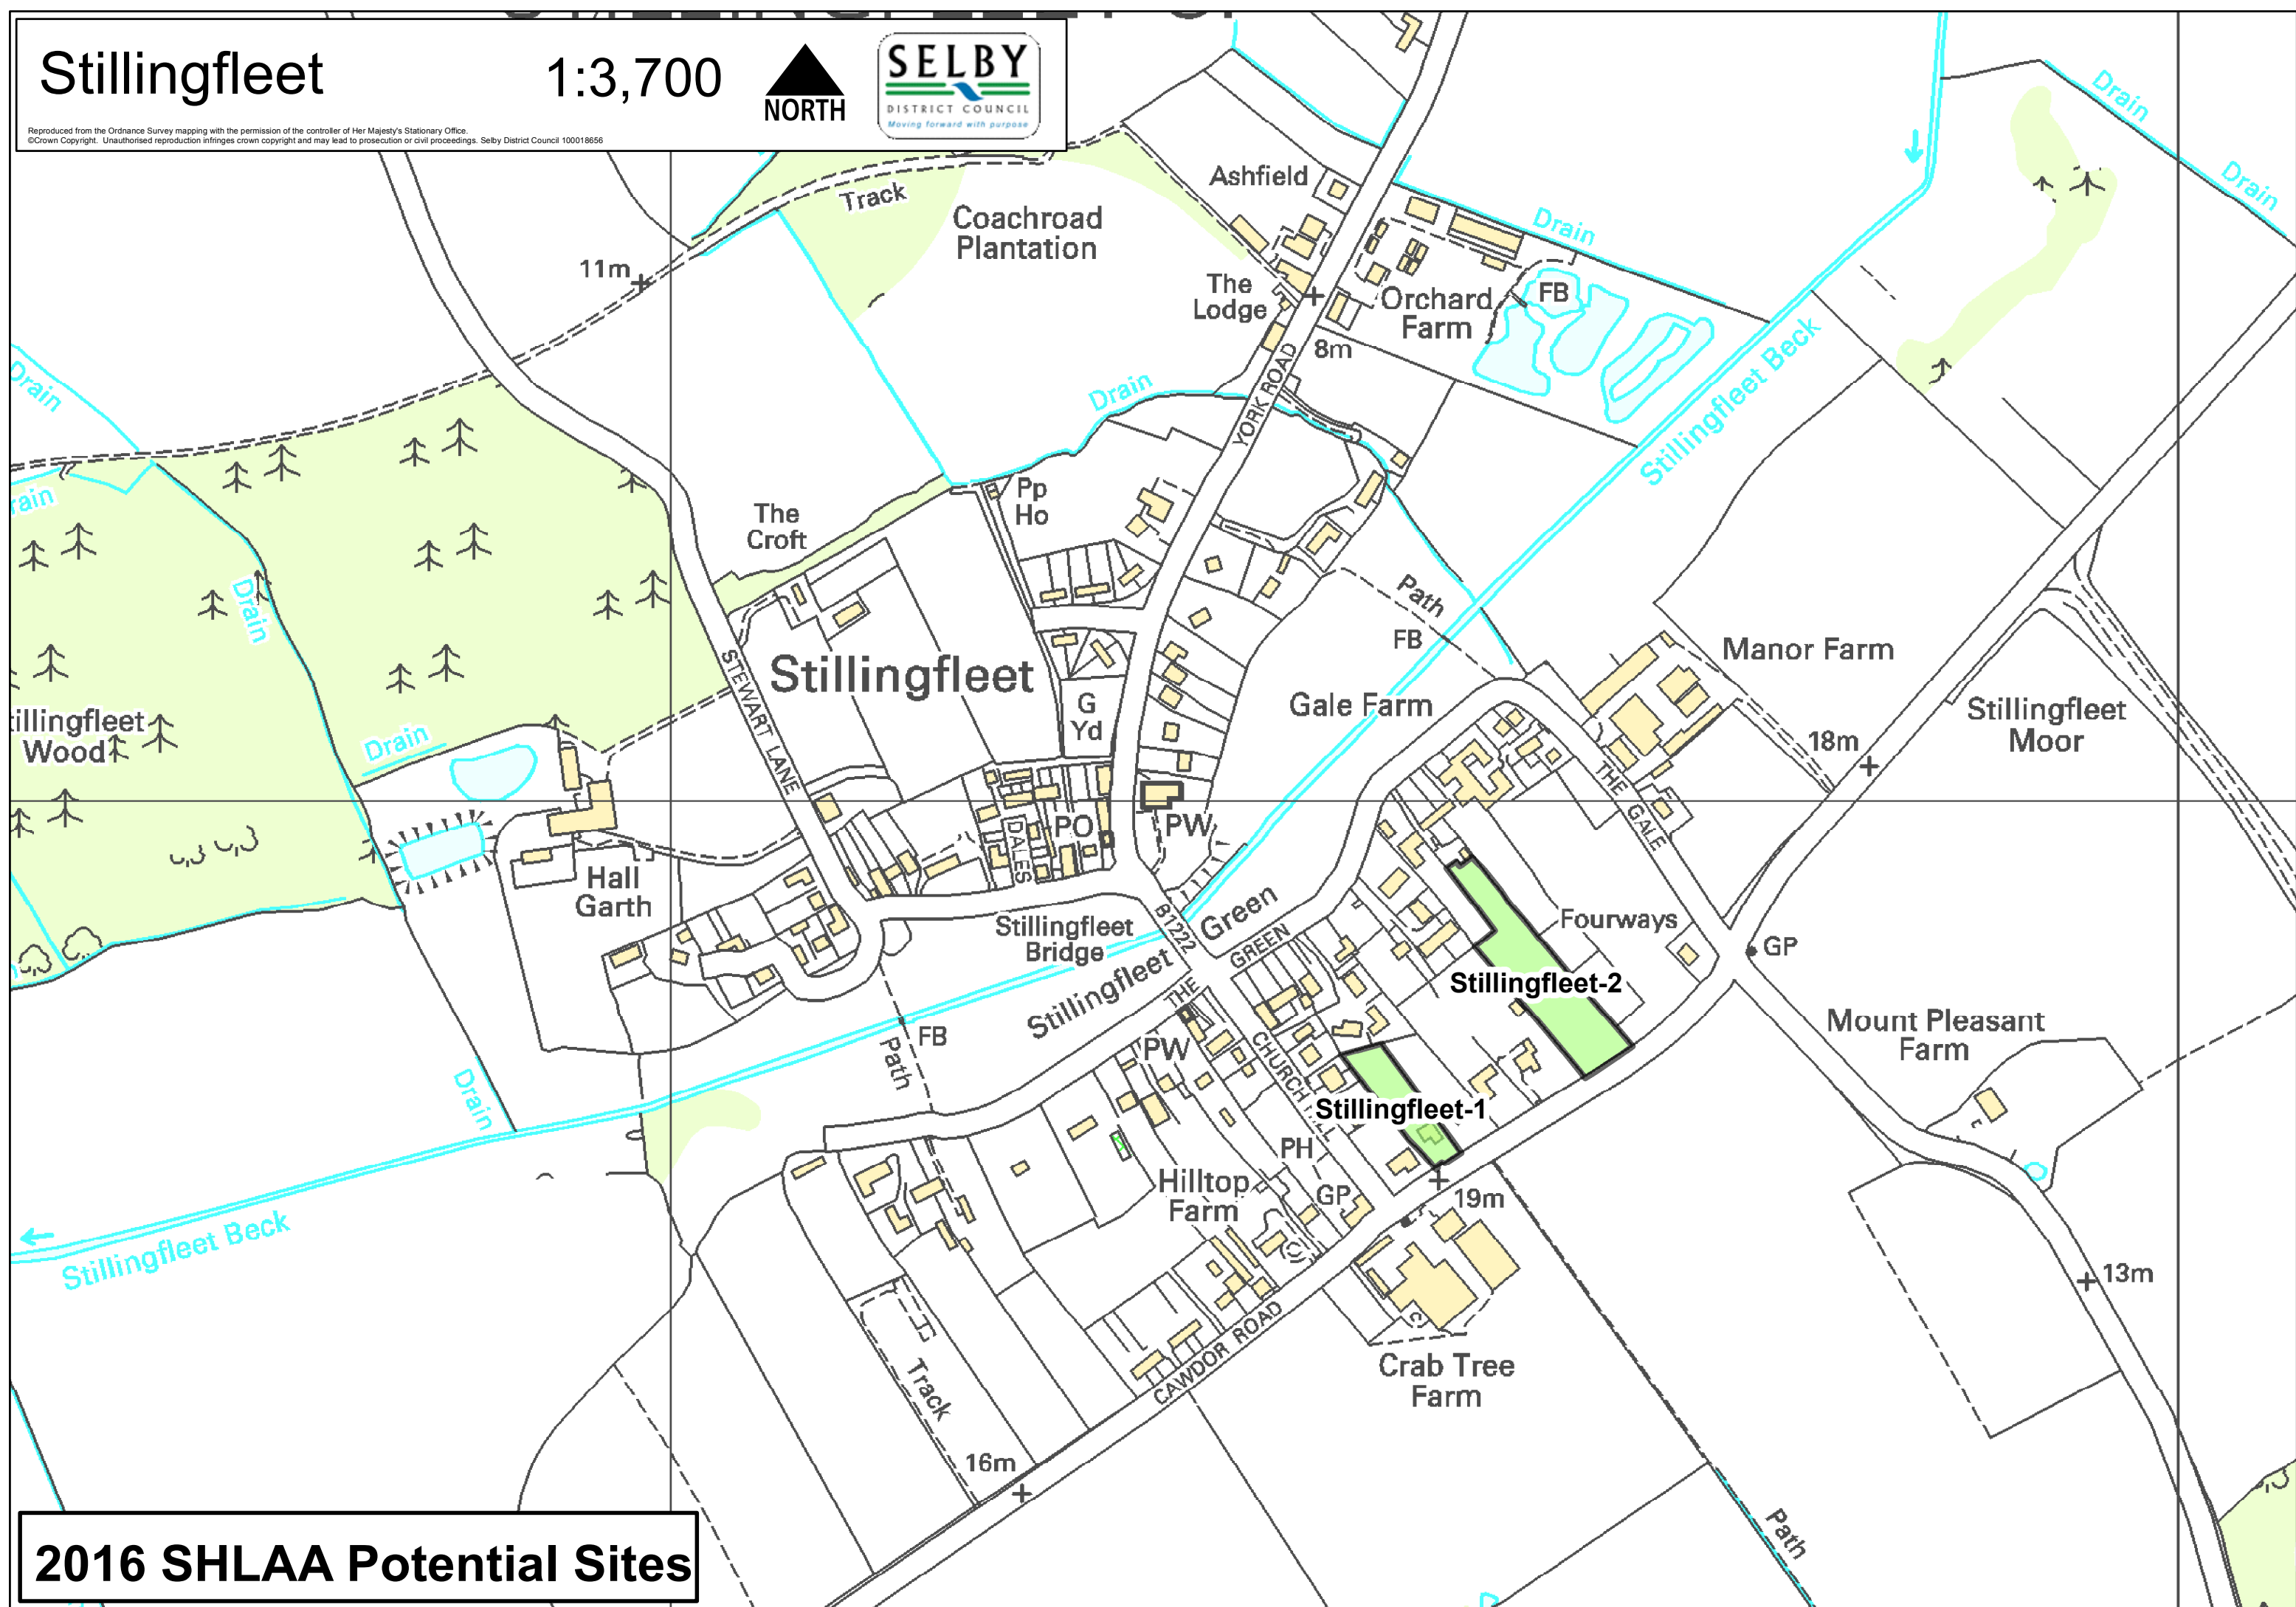 Stillingfleet
1:3,700
NORTH
SELBY
DISTRICT COUNCIL
Moving forward with purpose
Reproduced from the Ordnance Survey mapping with the permission of the controller of Her Majesty's Stationary Office.
©Crown Copyright. Unauthorised reproduction infringes crown copyright and may lead to prosecution or civil proceedings. Selby District Council 100018656
Drain
Drain
Ashfield
Track
Coachroad
Plantation
Drain
11m
The
Lodge
Orchard
Farm
FB
8m
YORK ROAD
Stillingfleet Beck
Drain
Drain
rain
Pp
Ho
The
Croft
Drain
Path
FB
Manor Farm
STEWART LANE
Stillingfleet
G
Yd
Gale Farm
Stillingfleet
Moor
tillingfleet
Wood
Drain
18m
THE GALE
DALES
PO
PW
Hall
Garth
B1222
Stillingfleet
Bridge
Stillingfleet Green
THE GREEN
Fourways
GP
Stillingfleet-2
FB
Path
Drain
PW
CHURCH
Mount Pleasant
Farm
Stillingfleet-1
PH
Hilltop
Farm
GP
19m
Stillingfleet Beck
13m
CAWDOR ROAD
Crab Tree
Farm
Track
16m
Path
2016 SHLAA Potential Sites